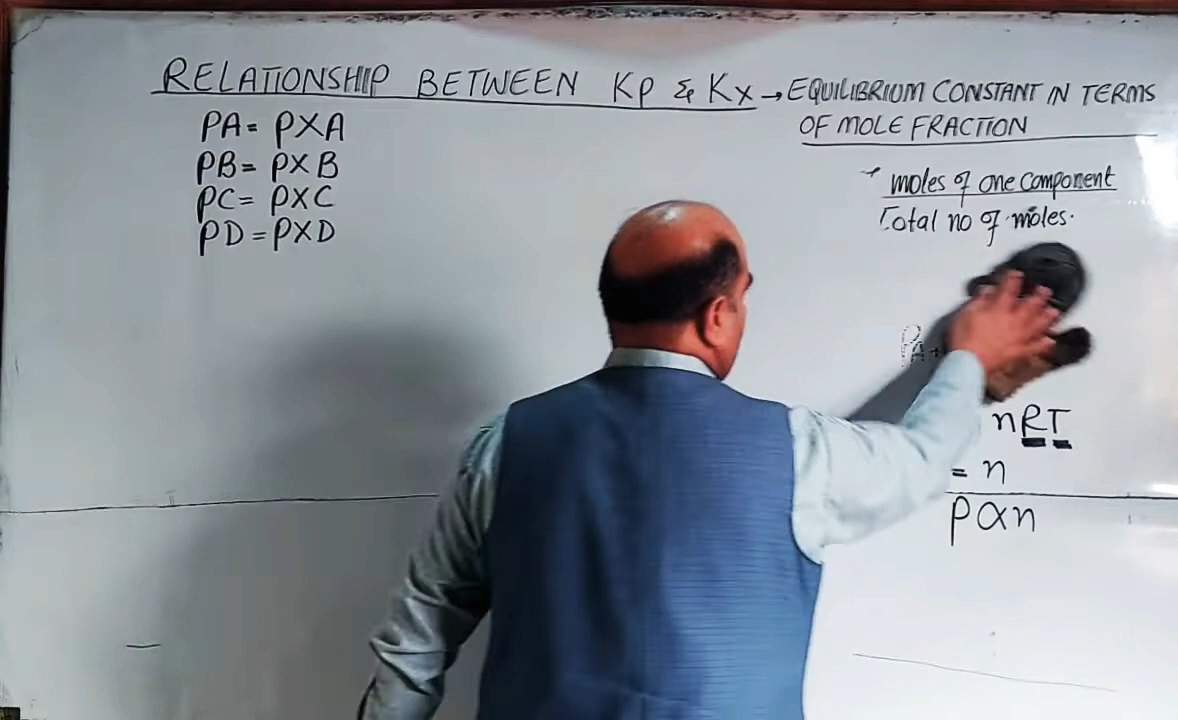 RELATIONSHIP BETWEEN KP & KX → EQUILIBRIUM CONSTANT IN TERMS
OF MOLE FRACTION
PA = PXA
PB = PXB
PC = PXC
PD = PXD
moles of one component
Total no of moles.
PA +
nRT
= n
P α n